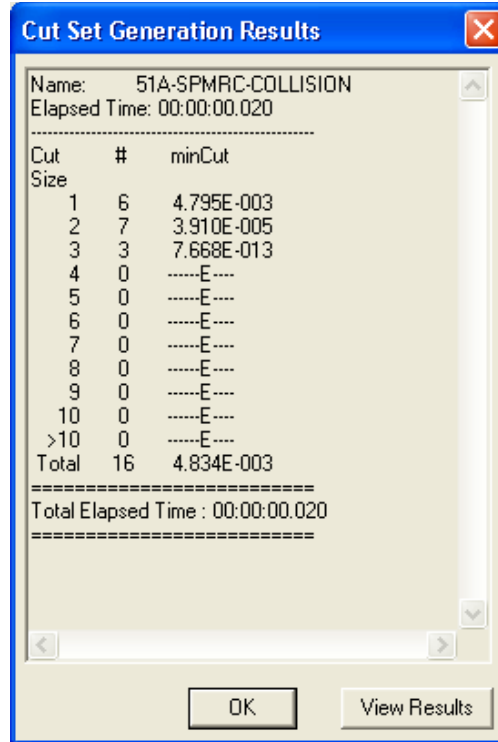 Cut Set Generation Results
Name: 51A-SPMRC-COLLISION
Elapsed Time: 00:00:00.020
--------------------------------------------------
Cut # minCut
Size
1 6 4.795E-003
2 7 3.910E-005
3 3 7.668E-013
4 0 ------E----
5 0 ------E----
6 0 ------E----
7 0 ------E----
8 0 ------E----
9 0 ------E----
10 0 ------E----
>10 0 ------E----
Total 16 4.834E-003
==========================
Total Elapsed Time : 00:00:00.020
==========================
OK View Results